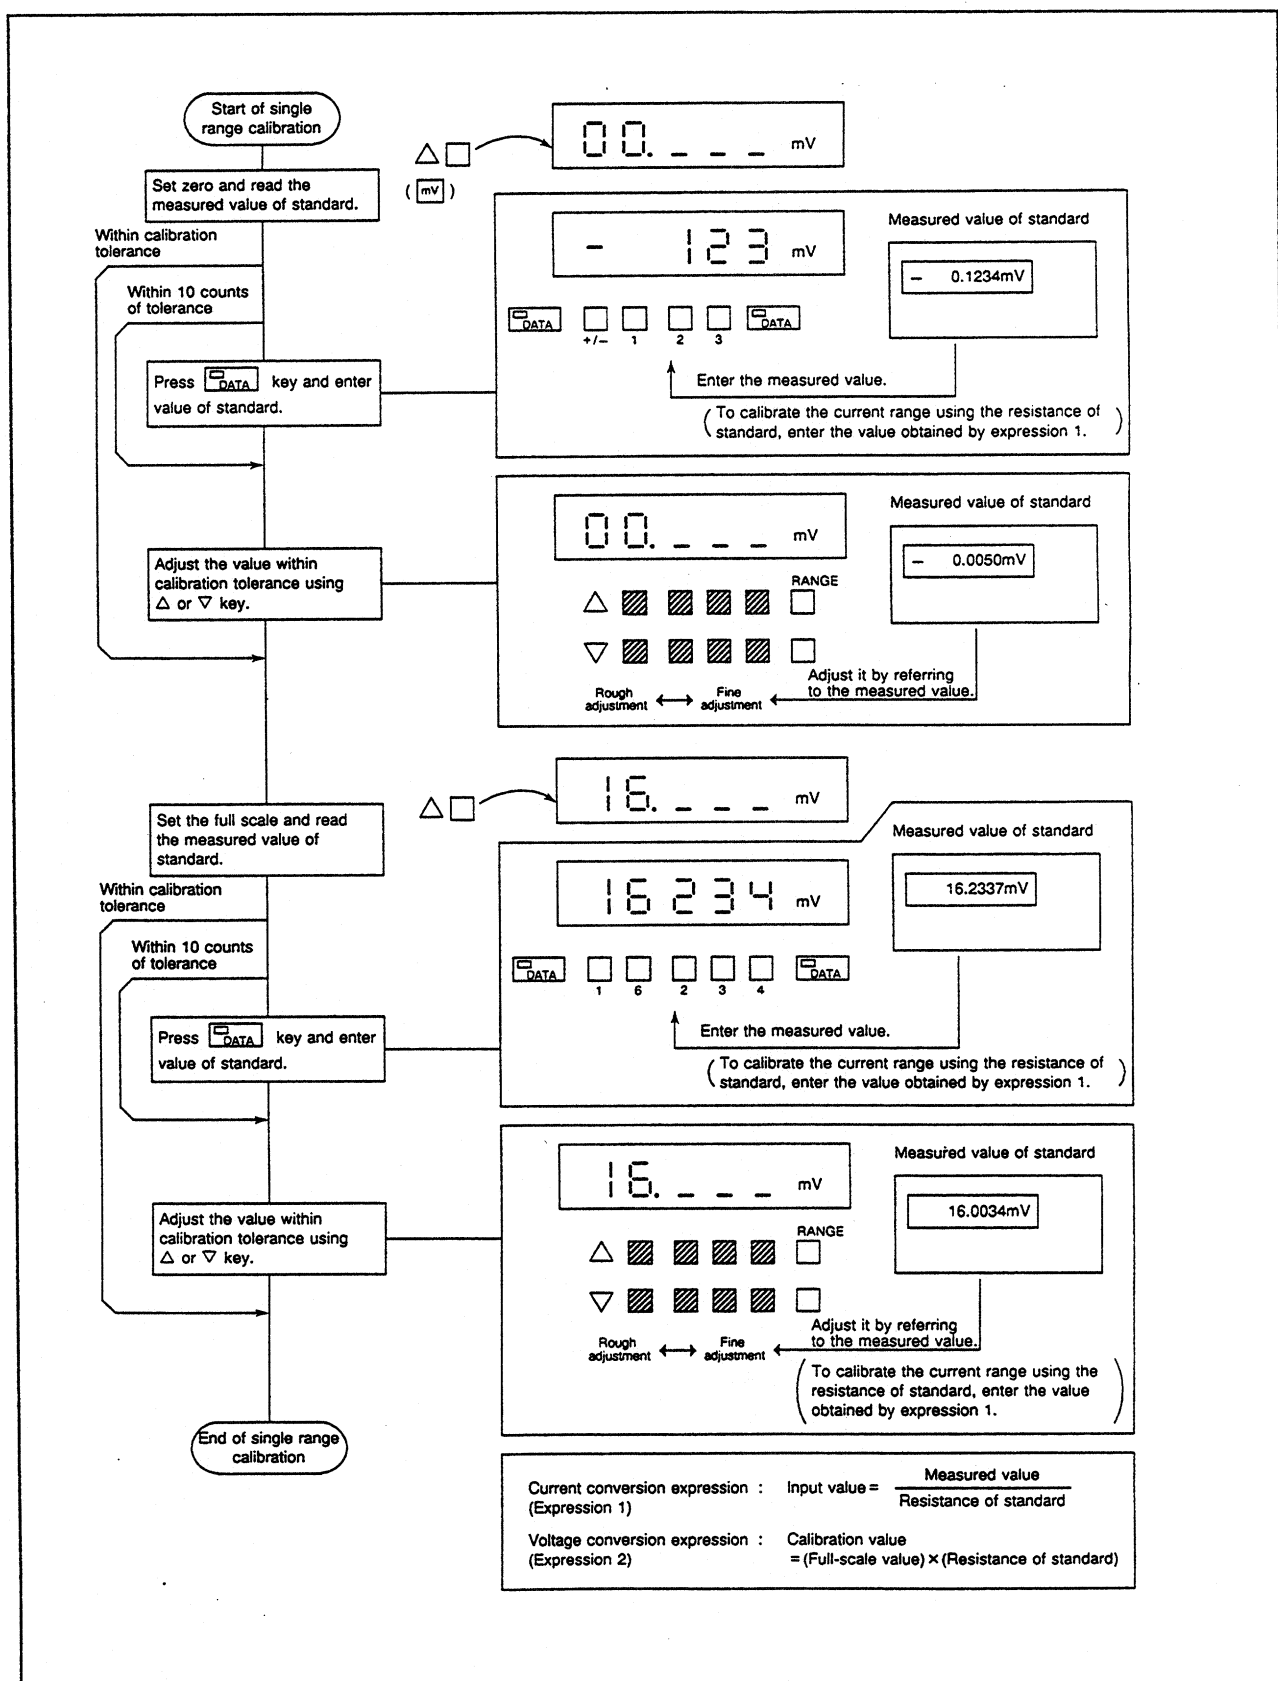 Start of single
range calibration
00. _ _ _ mV
( mV )
Set zero and read the
measured value of standard.
Within calibration
tolerance
Within 10 counts
of tolerance
Press DATA key and enter
value of standard.
- 123 mV
Measured value of standard
- 0.1234mV
DATA +/- 1 2 3 DATA
Enter the measured value.
( To calibrate the current range using the resistance of
standard, enter the value obtained by expression 1. )
Adjust the value within
calibration tolerance using
△ or ▽ key.
00. _ _ _ mV
Measured value of standard
- 0.0050mV
RANGE
△
▽
Rough
adjustment
Fine
adjustment
Adjust it by referring
to the measured value.
16. _ _ _ mV
Set the full scale and read
the measured value of
standard.
Within calibration
tolerance
Within 10 counts
of tolerance
Press DATA key and enter
value of standard.
16 234 mV
Measured value of standard
16.2337mV
DATA 1 6 2 3 4 DATA
Enter the measured value.
( To calibrate the current range using the resistance of
standard, enter the value obtained by expression 1. )
Adjust the value within
calibration tolerance using
△ or ▽ key.
16. _ _ _ mV
Measured value of standard
16.0034mV
RANGE
△
▽
Rough
adjustment
Fine
adjustment
Adjust it by referring
to the measured value.
( To calibrate the current range using the
resistance of standard, enter the value
obtained by expression 1. )
End of single range
calibration
Current conversion expression : Input value = Measured value
Resistance of standard
(Expression 1)
Voltage conversion expression : Calibration value
(Expression 2) = (Full-scale value) × (Resistance of standard)